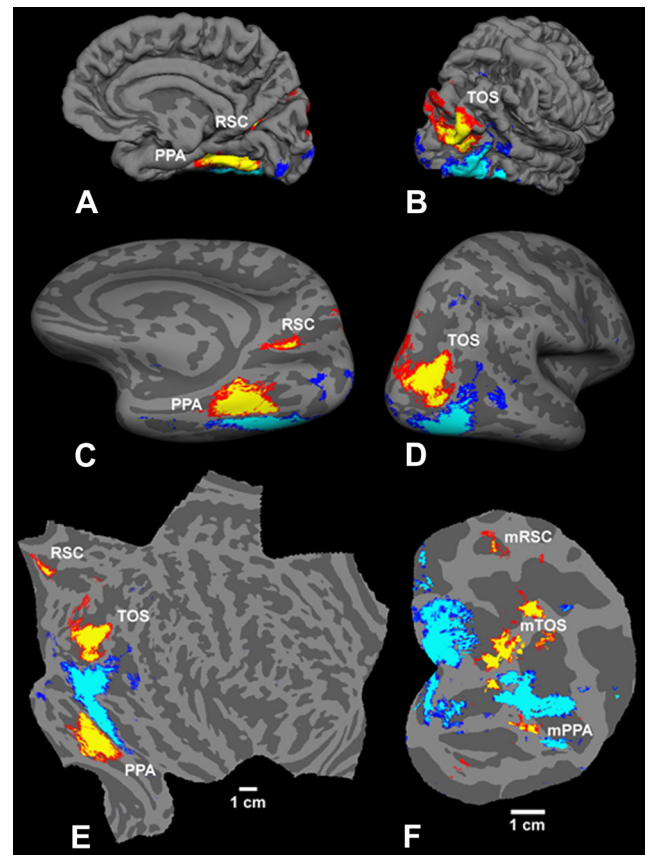 RSC
PPA
A
TOS
B
RSC
PPA
C
TOS
D
RSC
TOS
PPA
1 cm
E
mRSC
mTOS
mPPA
1 cm
F